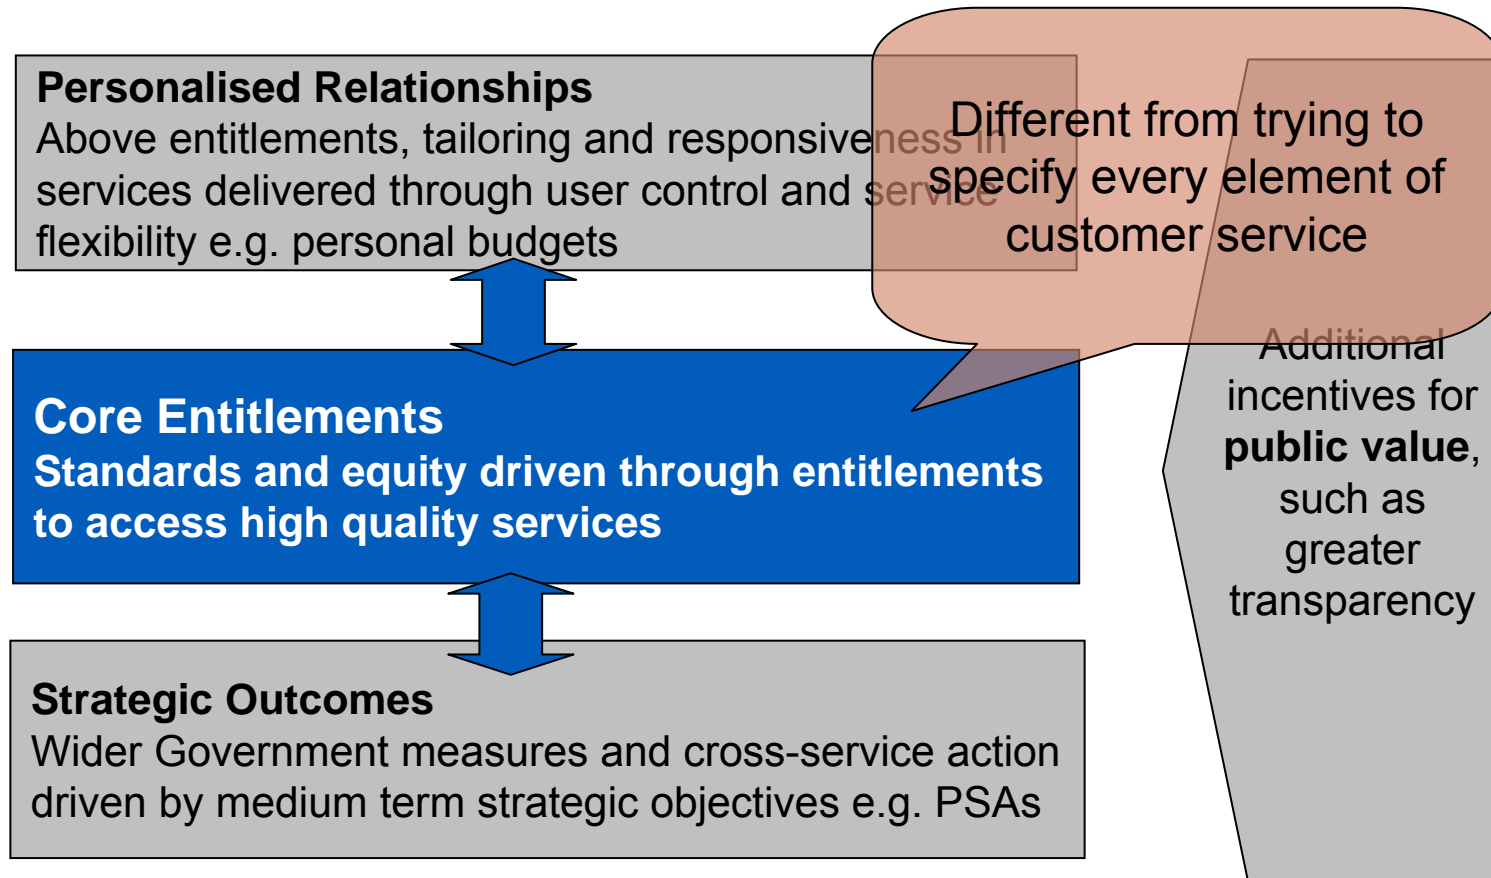 Personalised Relationships
Above entitlements, tailoring and responsiveness in
services delivered through user control and service
flexibility e.g. personal budgets
Different from trying to
specify every element of
customer service
Core Entitlements
Standards and equity driven through entitlements
to access high quality services
Additional
incentives for
public value,
such as
greater
transparency
Strategic Outcomes
Wider Government measures and cross-service action
driven by medium term strategic objectives e.g. PSAs